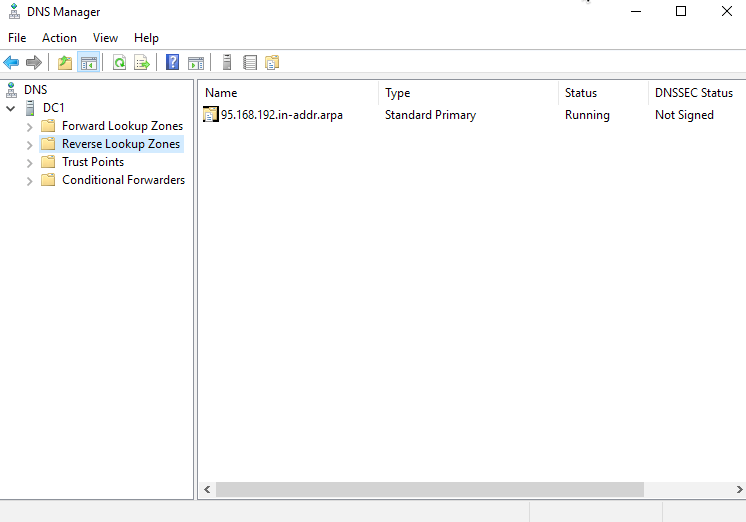 DNS Manager
File Action View Help
DNS
DC1
Forward Lookup Zones
Reverse Lookup Zones
Trust Points
Conditional Forwarders
Name Type Status DNSSEC Status
95.168.192.in-addr.arpa Standard Primary Running Not Signed